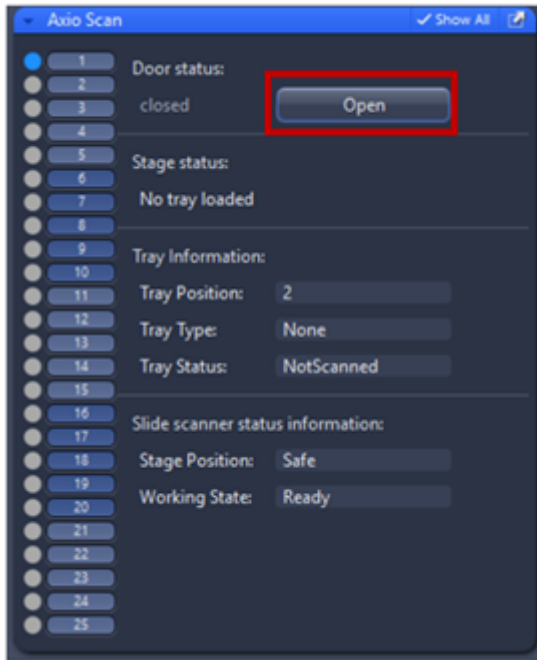 Axio Scan
Show All
1
2
3
4
5
6
7
8
9
10
11
12
13
14
15
16
17
18
19
20
21
22
23
24
25
Door status:
closed
Open
Stage status:
No tray loaded
Tray Information:
Tray Position: 2
Tray Type: None
Tray Status: NotScanned
Slide scanner status information:
Stage Position: Safe
Working State: Ready